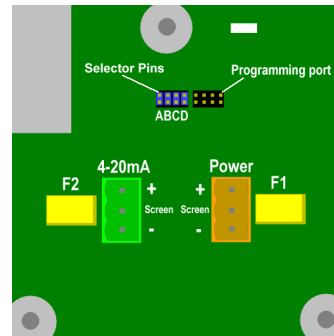 Selector Pins
Programming port
ABCD
4-20mA
Power
F2
F1
+
+
Screen
Screen
-
-